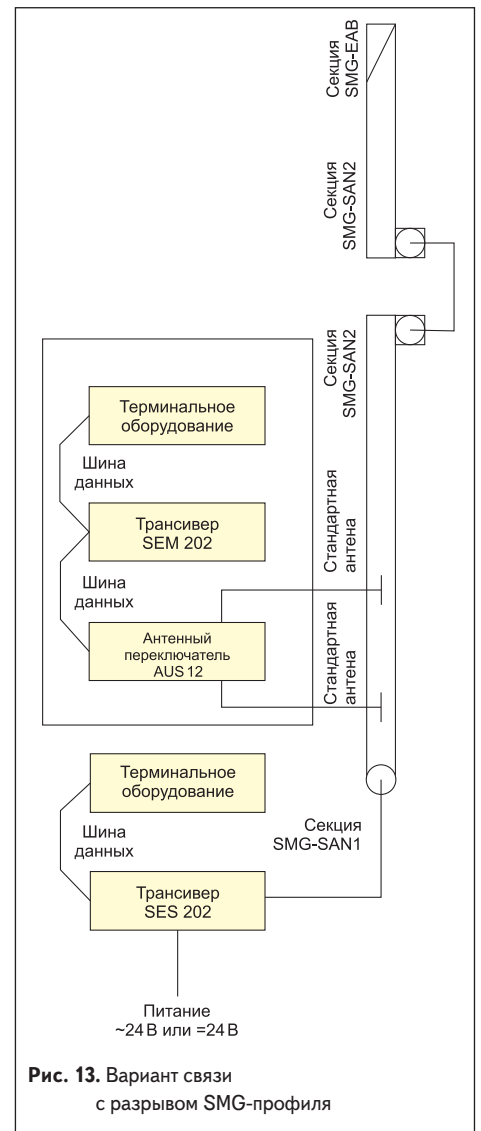 Секция
SMG-EAB
Секция
SMG-SAN2
Секция
SMG-SAN2
Терминальное
оборудование
Шина
данных
Трансивер
SEM 202
Шина
данных
Антенный
переключатель
AUS 12
Стандартная
антена
Стандартная
антена
Терминальное
оборудование
Шина
данных
Секция
SMG-SAN1
Трансивер
SES 202
Питание
~24 В или =24 В
Рис. 13. Вариант связи
с разрывом SMG-профиля